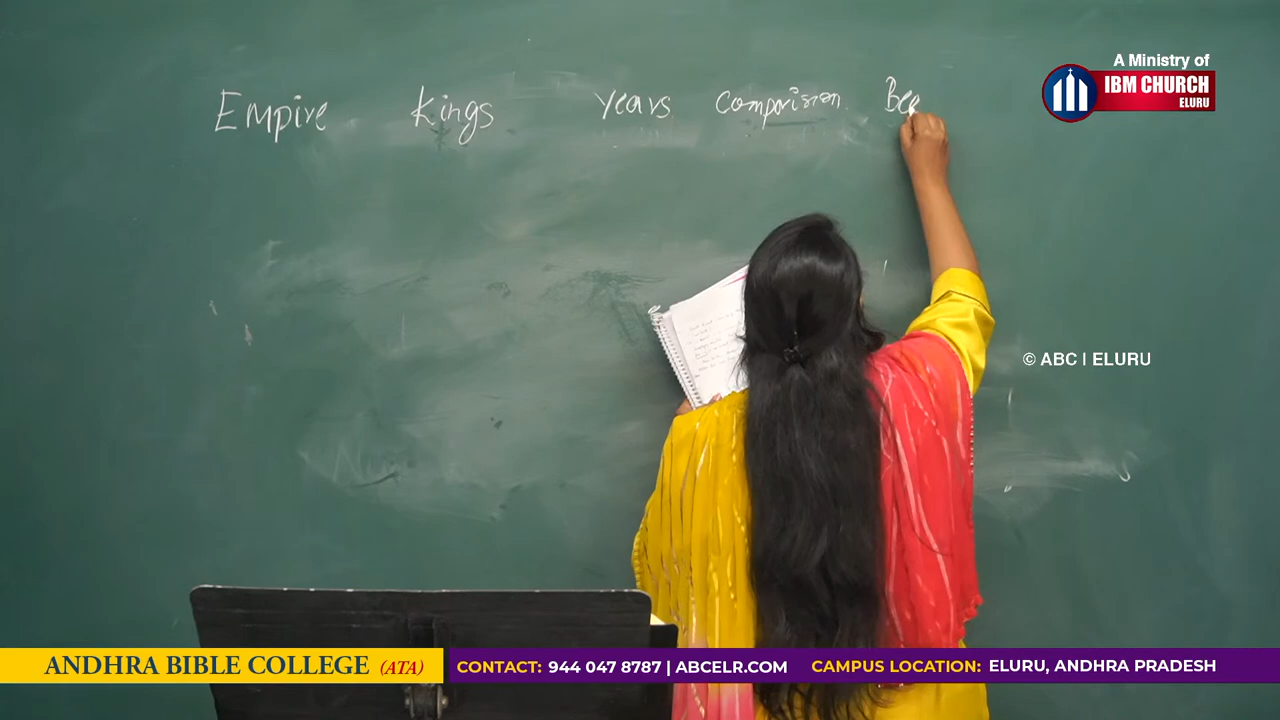 A Ministry of
IBM CHURCH
ELURU
Empire Kings Years Comparision
© ABC | ELURU
ANDHRA BIBLE COLLEGE (ATA)
CONTACT: 944 047 8787 | ABCELR.COM CAMPUS LOCATION: ELURU, ANDHRA PRADESH